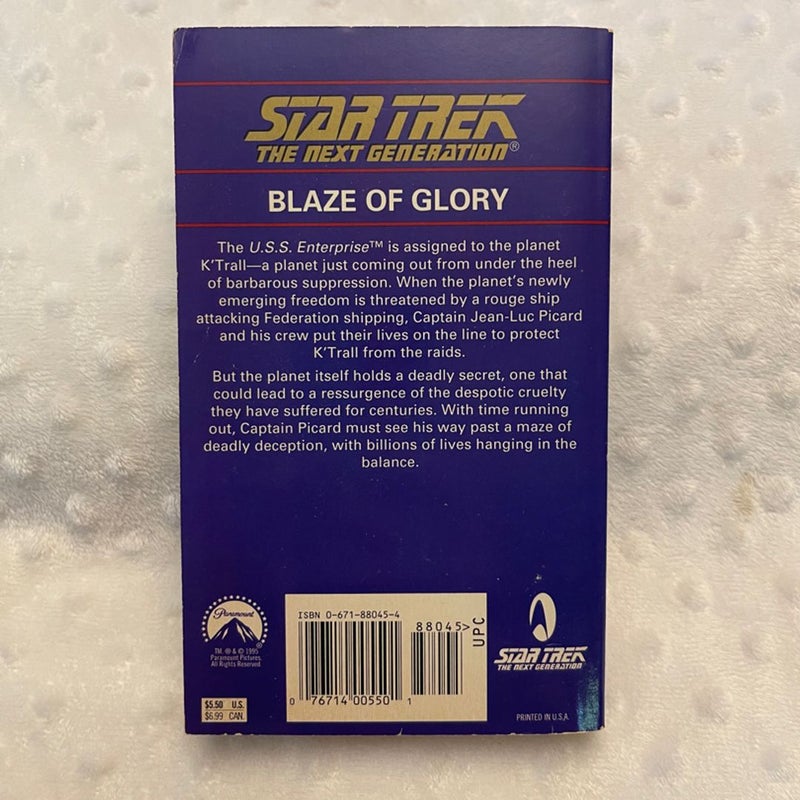 STAR TREK
THE NEXT GENERATION®
BLAZE OF GLORY
The U.S.S. Enterprise™ is assigned to the planet
K'Trall—a planet just coming out from under the heel
of barbarous suppression. When the planet's newly
emerging freedom is threatened by a rouge ship
attacking Federation shipping, Captain Jean-Luc Picard
and his crew put their lives on the line to protect
K'Trall from the raids.
But the planet itself holds a deadly secret, one that
could lead to a ressurgence of the despotic cruelty
they have suffered for centuries. With time running
out, Captain Picard must see his way past a maze of
deadly deception, with billions of lives hanging in the
balance.
Paramount
TM, ® & © 1995
Paramount Pictures.
All Rights Reserved
$5.50 U.S.
$6.99 CAN.
ISBN 0-671-88045-4
88045>
0 76714 00550 1
UPC
STAR TREK
THE NEXT GENERATION
PRINTED IN U.S.A.